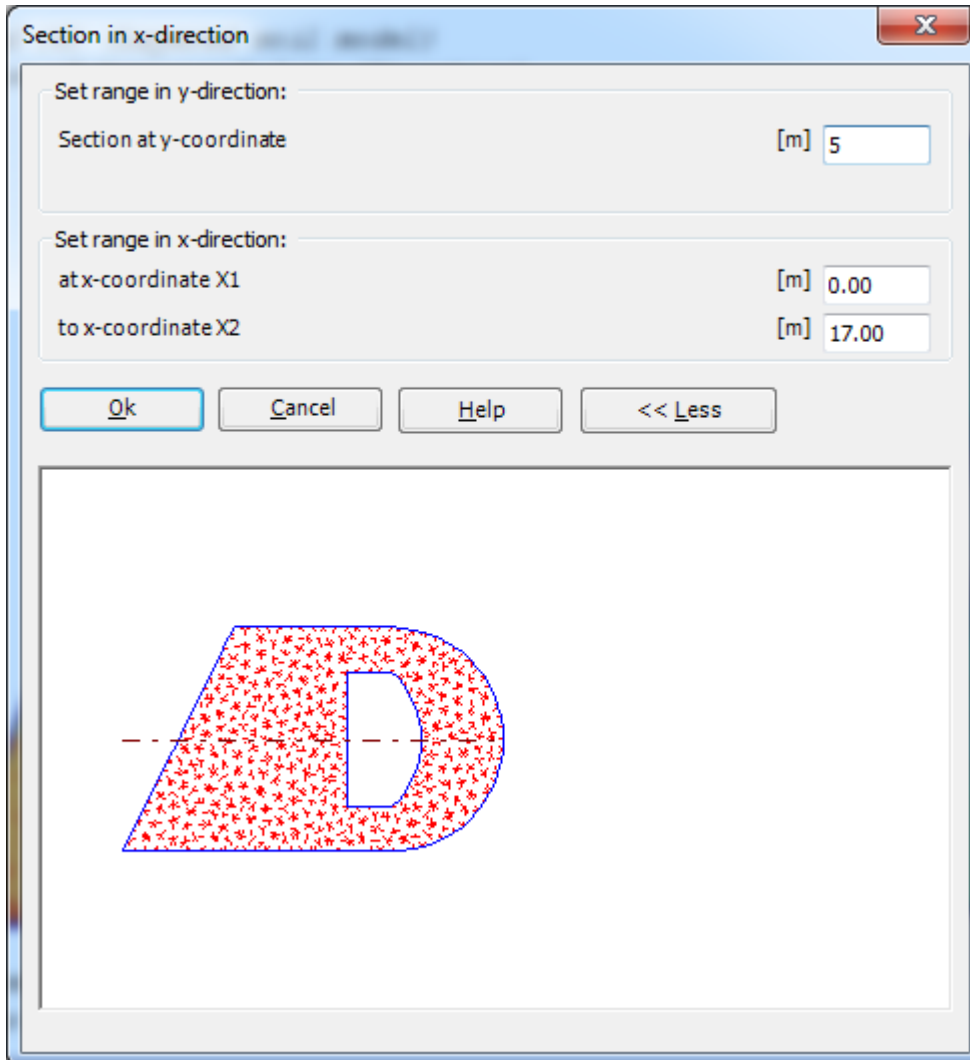 Section in x-direction
Set range in y-direction:
Section at y-coordinate [m] 5
Set range in x-direction:
at x-coordinate X1 [m] 0.00
to x-coordinate X2 [m] 17.00
Ok Cancel Help << Less